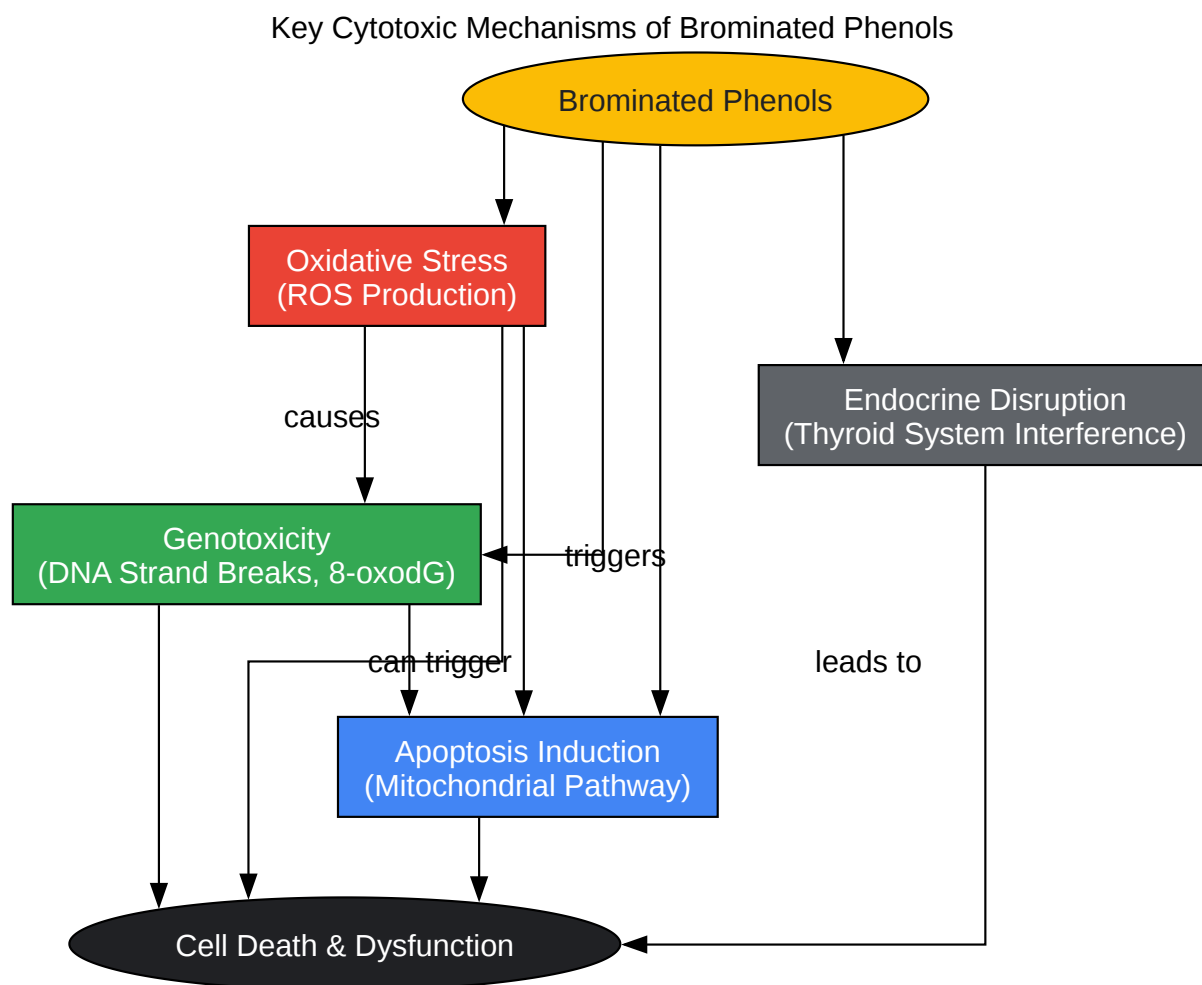 Key Cytotoxic Mechanisms of Brominated Phenols
Brominated Phenols
Oxidative Stress
(ROS Production)
Endocrine Disruption
(Thyroid System Interference)
causes
Genotoxicity
(DNA Strand Breaks, 8-oxodG)
triggers
can trigger
leads to
Apoptosis Induction
(Mitochondrial Pathway)
Cell Death & Dysfunction